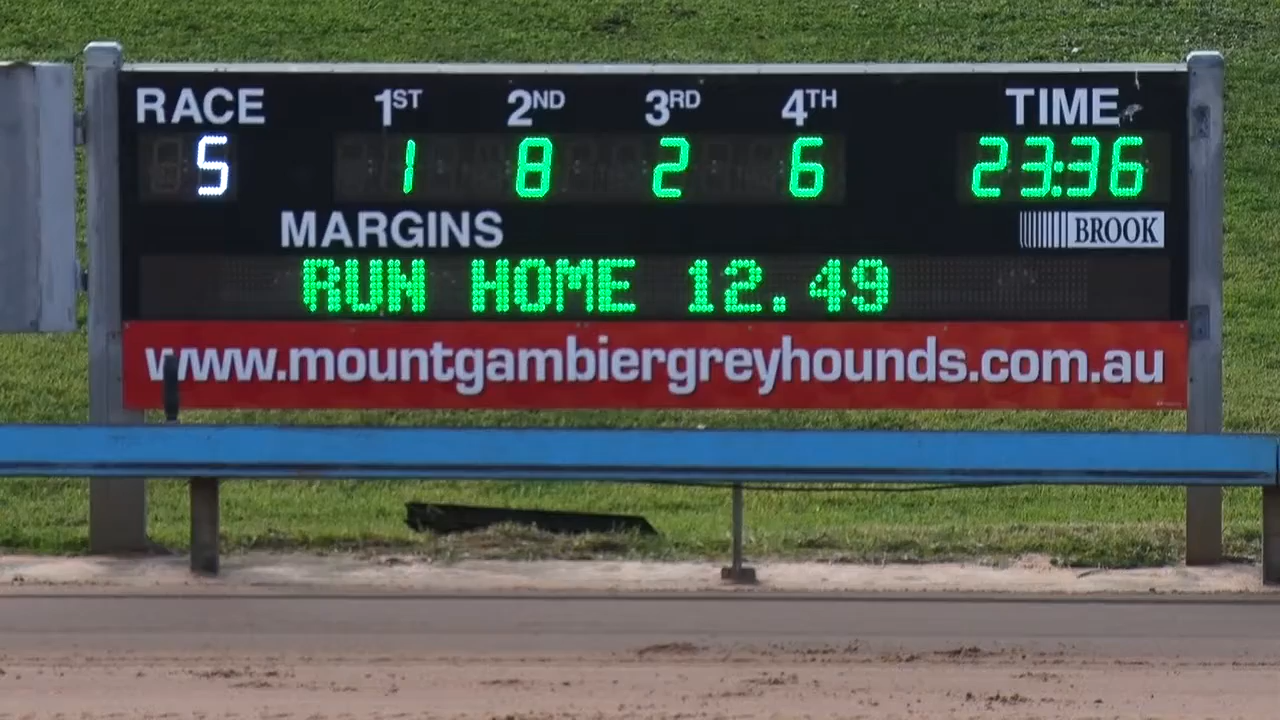 RACE 1ST 2ND 3RD 4TH TIME
5 1 8 2 6 23:36
MARGINS BROOK
RUN HOME 12.49
www.mountgambiergreyhounds.com.au